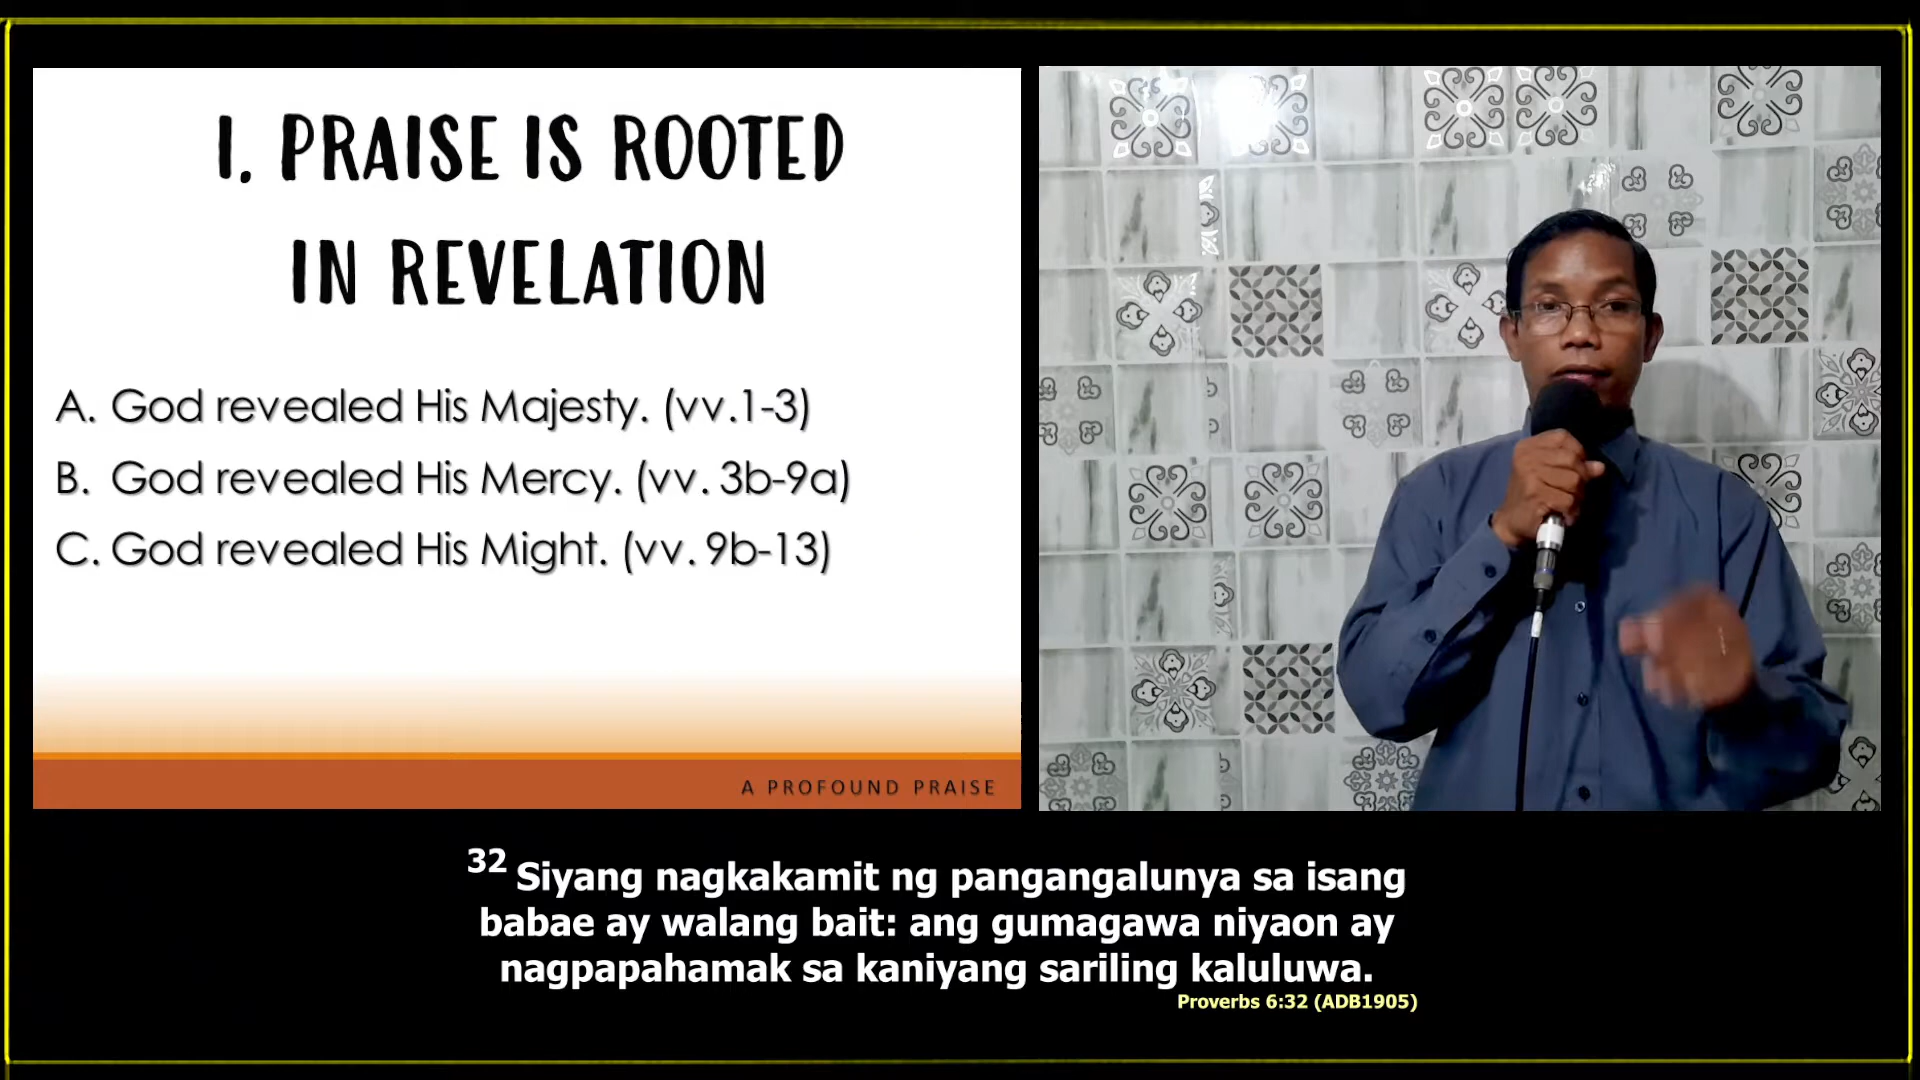 I. PRAISE IS ROOTED
IN REVELATION
A. God revealed His Majesty. (vv.1-3)
B. God revealed His Mercy. (vv. 3b-9a)
C. God revealed His Might. (vv. 9b-13)
A PROFOUND PRAISE
32 Siyang nagkakamit ng pangangalunya sa isang
babae ay walang bait: ang gumagawa niyaon ay
nagpapahamak sa kaniyang sariling kaluluwa.
Proverbs 6:32 (ADB1905)